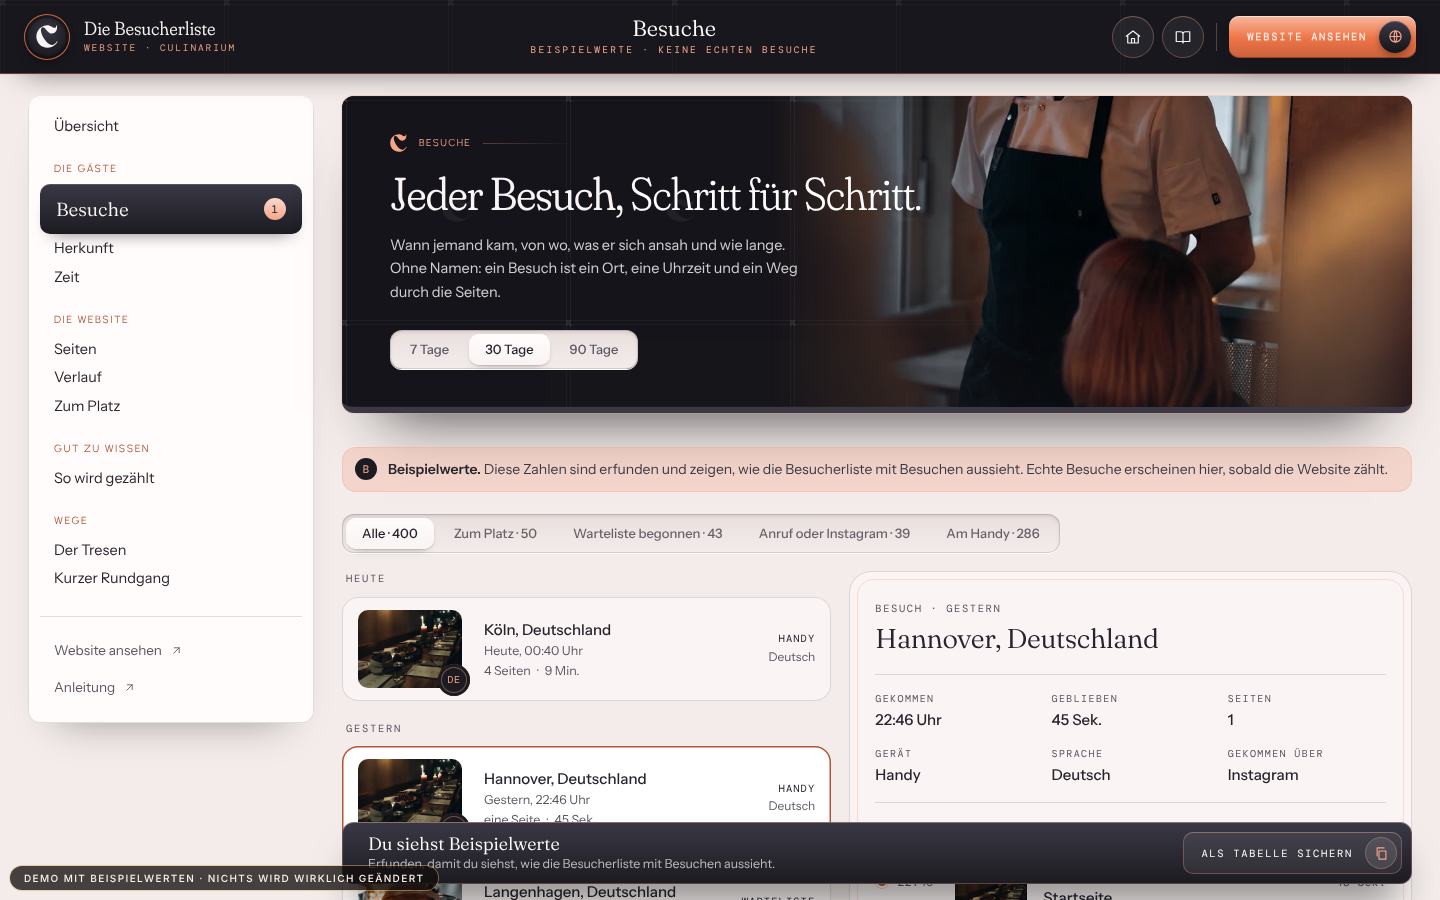 Die Besucherliste
WEBSITE · CULINARIUM
Besuche
BEISPIELWERTE · KEINE ECHTEN BESUCHE
WEBSITE ANSEHEN
Übersicht
DIE GÄSTE
Besuche
1
Herkunft
Zeit
DIE WEBSITE
Seiten
Verlauf
Zum Platz
GUT ZU WISSEN
So wird gezählt
WEGE
Der Tresen
Kurzer Rundgang
Website ansehen
Anleitung
BESUCHE
Jeder Besuch, Schritt für Schritt.
Wann jemand kam, von wo, was er sich ansah und wie lange.
Ohne Namen: ein Besuch ist ein Ort, eine Uhrzeit und ein Weg
durch die Seiten.
7 Tage 30 Tage 90 Tage
B Beispielwerte. Diese Zahlen sind erfunden und zeigen, wie die Besucherliste mit Besuchen aussieht. Echte Besuche erscheinen hier, sobald die Website zählt.
Alle · 400 Zum Platz · 50 Warteliste begonnen · 43 Anruf oder Instagram · 39 Am Handy · 286
HEUTE
Köln, Deutschland
Heute, 00:40 Uhr
4 Seiten · 9 Min.
DE
HANDY
Deutsch
GESTERN
Hannover, Deutschland
Gestern, 22:46 Uhr
eine Seite · 45 Sek.
HANDY
Deutsch
Langenhagen, Deutschland
WARTELISTE
BESUCH · GESTERN
Hannover, Deutschland
GEKOMMEN GEBLIEBEN SEITEN
22:46 Uhr 45 Sek. 1
GERÄT SPRACHE GEKOMMEN ÜBER
Handy Deutsch Instagram
Startseite
Du siehst Beispielwerte
Erfunden, damit du siehst, wie die Besucherliste mit Besuchen aussieht.
ALS TABELLE SICHERN
DEMO MIT BEISPIELWERTEN · NICHTS WIRD WIRKLICH GEÄNDERT